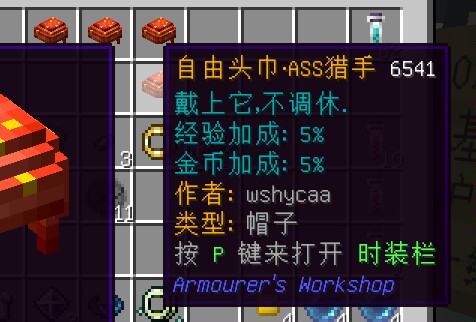 自由头巾·ASS猎手 6541
戴上它,不调休.
经验加成: 5%
金币加成: 5%
作者: wshycaa
类型: 帽子
按 P 键来打开 时装栏
Armourer's Workshop
3
11